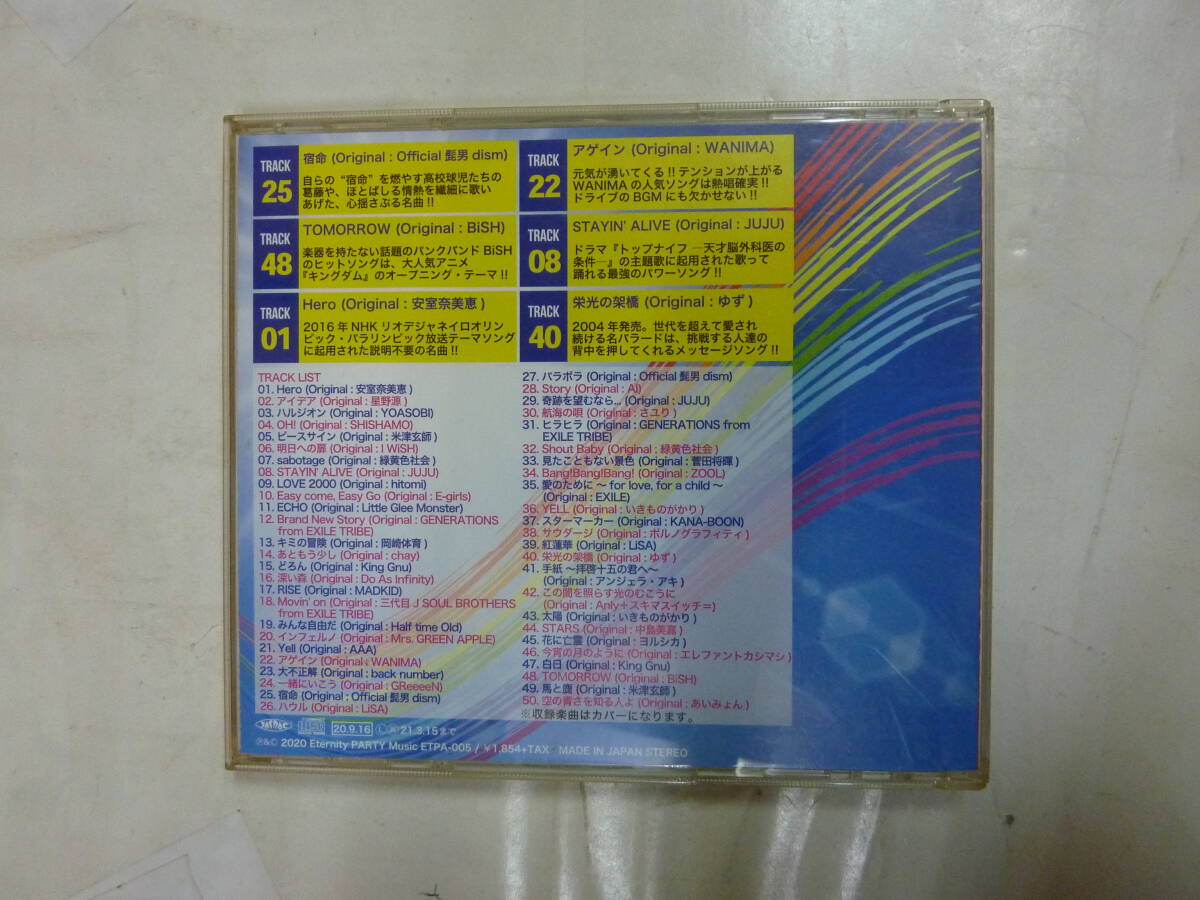 TRACK
25
宿命 (Original : Official 髭男 dism)
自らの“宿命”を燃やす高校球児たちの
葛藤や、ほとばしる情熱を繊細に歌い
あげた、心揺さぶる名曲!!
TRACK
22
アゲイン (Original : WANIMA)
元気が湧いてくる!!テンションが上がる
WANIMAの人気ソングは熱唱確実!!
ドライブのBGMにも欠かせない!!
TRACK
48
TOMORROW (Original : BiSH)
楽器を持たない話題のパンクバンド BiSH
のヒットソングは、大人気アニメ
『キングダム』のオープニング・テーマ!!
TRACK
08
STAYIN' ALIVE (Original : JUJU)
ドラマ『トップナイフ ―天才脳外科医の
条件―』の主題歌に起用された歌って
踊れる最強のパワーソング!!
TRACK
01
Hero (Original : 安室奈美恵)
2016年NHKリオデジャネイロオリン
ピック・パラリンピック放送テーマソング
に起用された説明不要の名曲!!
TRACK
40
栄光の架橋 (Original : ゆず)
2004年発売。世代を超えて愛され
続ける名バラードは、挑戦する人達の
背中を押してくれるメッセージソング!!
TRACK LIST
01. Hero (Original : 安室奈美恵)
02. アイデア (Original : 星野源)
03. ハルジオン (Original : YOASOBI)
04. OH! (Original : SHISHAMO)
05. ピースサイン (Original : 米津玄師)
06. 明日への扉 (Original : I WiSH)
07. sabotage (Original : 緑黄色社会)
08. STAYIN' ALIVE (Original : JUJU)
09. LOVE 2000 (Original : hitomi)
10. Easy come, Easy Go (Original : E-girls)
11. ECHO (Original : Little Glee Monster)
12. Brand New Story (Original : GENERATIONS
from EXILE TRIBE)
13. キミの冒険 (Original : 岡崎体育)
14. あともう少し (Original : chay)
15. どろん (Original : King Gnu)
16. 深い森 (Original : Do As Infinity)
17. RISE (Original : MADKID)
18. Movin' on (Original : 三代目 J SOUL BROTHERS
from EXILE TRIBE)
19. みんな自由だ (Original : Half time Old)
20. インフェルノ (Original : Mrs. GREEN APPLE)
21. Yell (Original : AAA)
22. アゲイン (Original : WANIMA)
23. 大不正解 (Original : back number)
24. 一緒にいこう (Original : GReeeeN)
25. 宿命 (Original : Official 髭男 dism)
26. ハウル (Original : LiSA)
27. パラボラ (Original : Official 髭男 dism)
28. Story (Original : AI)
29. 奇跡を望むなら... (Original : JUJU)
30. 航海の唄 (Original : さユり)
31. ヒラヒラ (Original : GENERATIONS from
EXILE TRIBE)
32. Shout Baby (Original : 緑黄色社会)
33. 見たこともない景色 (Original : 菅田将暉)
34. Bang!Bang!Bang! (Original : ZOOL)
35. 愛のために ～for love, for a child～
(Original : EXILE)
36. YELL (Original : いきものがかり)
37. スターマーカー (Original : KANA-BOON)
38. サウダージ (Original : ポルノグラフィティ)
39. 紅蓮華 (Original : LiSA)
40. 栄光の架橋 (Original : ゆず)
41. 手紙 ～拝啓十五の君へ～
(Original : アンジェラ・アキ)
42. この闇を照らす光のむこうに
(Original : Anly＋スキマスイッチ＝)
43. 太陽 (Original : いきものがかり)
44. STARS (Original : 中島美嘉)
45. 花に亡霊 (Original : ヨルシカ)
46. 今宵の月のように (Original : エレファントカシマシ)
47. 白日 (Original : King Gnu)
48. TOMORROW (Original : BiSH)
49. 馬と鹿 (Original : 米津玄師)
50. 空の青さを知る人よ (Original : あいみょん)
※収録楽曲はカバーになります。
20.9.16 21.3.15まで
℗&© 2020 Eternity PARTY Music ETPA-005 / ¥1,854+TAX MADE IN JAPAN STEREO